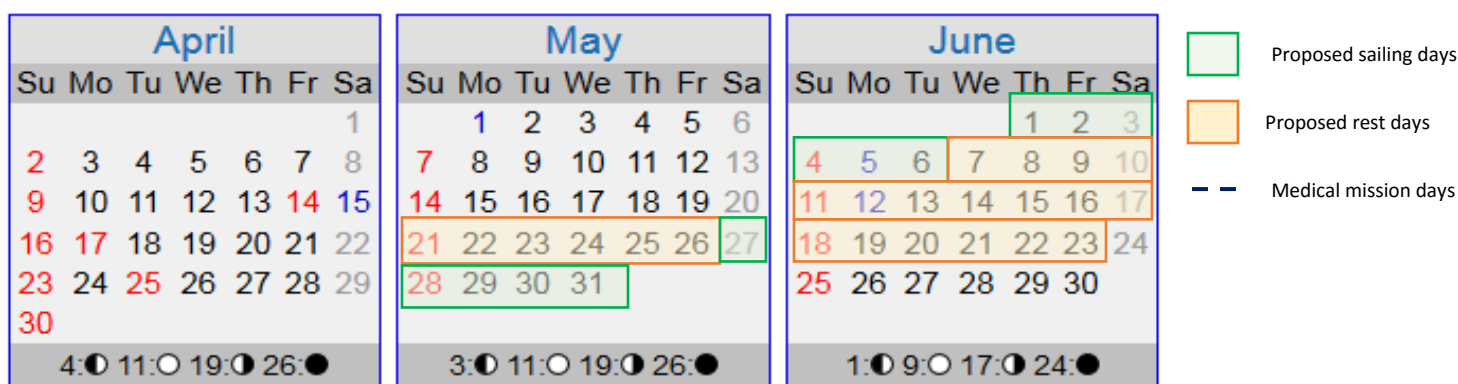 April
Su Mo Tu We Th Fr Sa
1
2 3 4 5 6 7 8
9 10 11 12 13 14 15
16 17 18 19 20 21 22
23 24 25 26 27 28 29
30
4: 11: 19: 26:
May
Su Mo Tu We Th Fr Sa
1 2 3 4 5 6
7 8 9 10 11 12 13
14 15 16 17 18 19 20
21 22 23 24 25 26 27
28 29 30 31
3: 11: 19: 26:
June
Su Mo Tu We Th Fr Sa
1 2 3
4 5 6 7 8 9 10
11 12 13 14 15 16 17
18 19 20 21 22 23 24
25 26 27 28 29 30
1: 9: 17: 24:
Proposed sailing days
Proposed rest days
Medical mission days